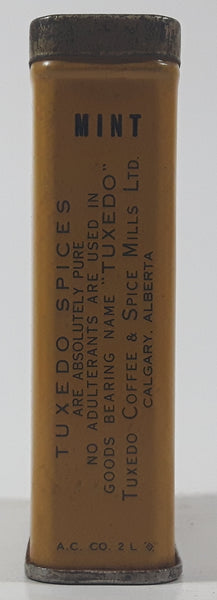 MINT
TUXEDO SPICES
ARE ABSOLUTELY PURE
NO ADULTERANTS ARE USED IN
GOODS BEARING NAME "TUXEDO"
TUXEDO COFFEE & SPICE MILLS LTD.
CALGARY, ALBERTA
A.C. CO. 2 L